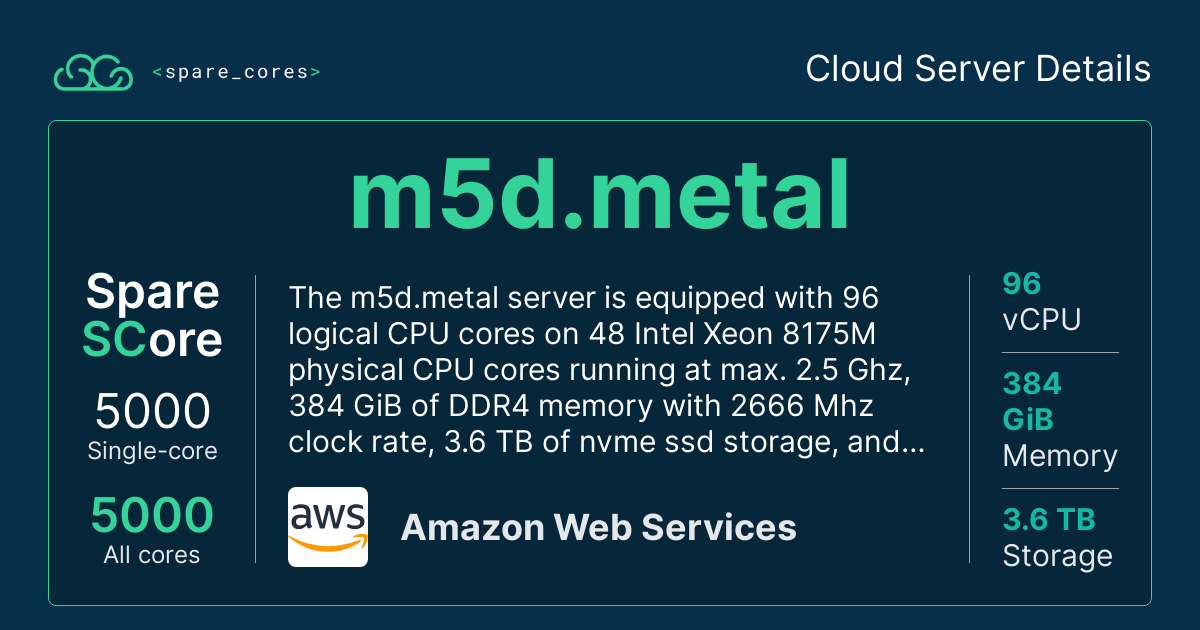 <spare_cores>
Cloud Server Details
m5d.metal
Spare
SCore
5000
Single-core
5000
All cores
The m5d.metal server is equipped with 96
logical CPU cores on 48 Intel Xeon 8175M
physical CPU cores running at max. 2.5 Ghz,
384 GiB of DDR4 memory with 2666 Mhz
clock rate, 3.6 TB of nvme ssd storage, and...
aws
Amazon Web Services
96
vCPU
384
GiB
Memory
3.6 TB
Storage